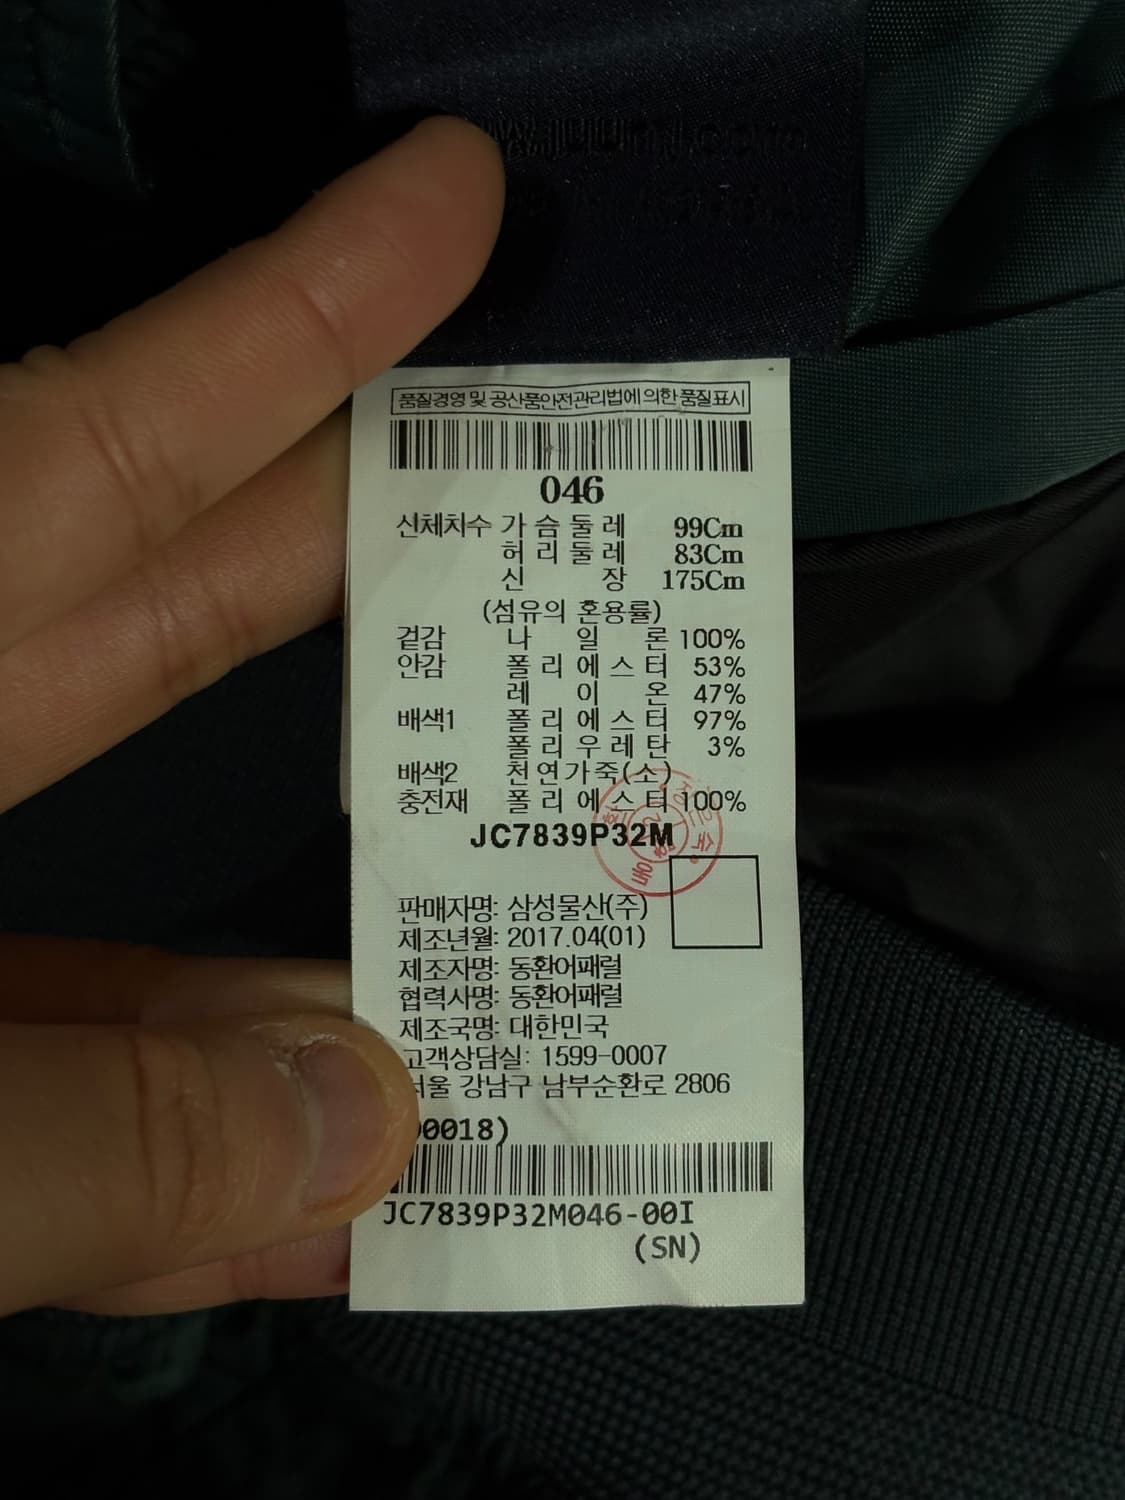 품질경영 및 공산품안전관리법에 의한 품질표시
046
신체치수 가슴둘레 99Cm
허리둘레 83Cm
신장 175Cm
(섬유의 혼용률)
겉감 나일론 100%
안감 폴리에스터 53%
레이온 47%
배색1 폴리에스터 97%
폴리우레탄 3%
배색2 천연가죽(소)
충전재 폴리에스터 100%
JC7839P32M
판매자명: 삼성물산(주)
제조년월: 2017.04(01)
제조자명: 동환어패럴
협력사명: 동환어패럴
제조국명: 대한민국
고객상담실: 1599-0007
서울 강남구 남부순환로 2806
0018)
JC7839P32M046-00I
(SN)